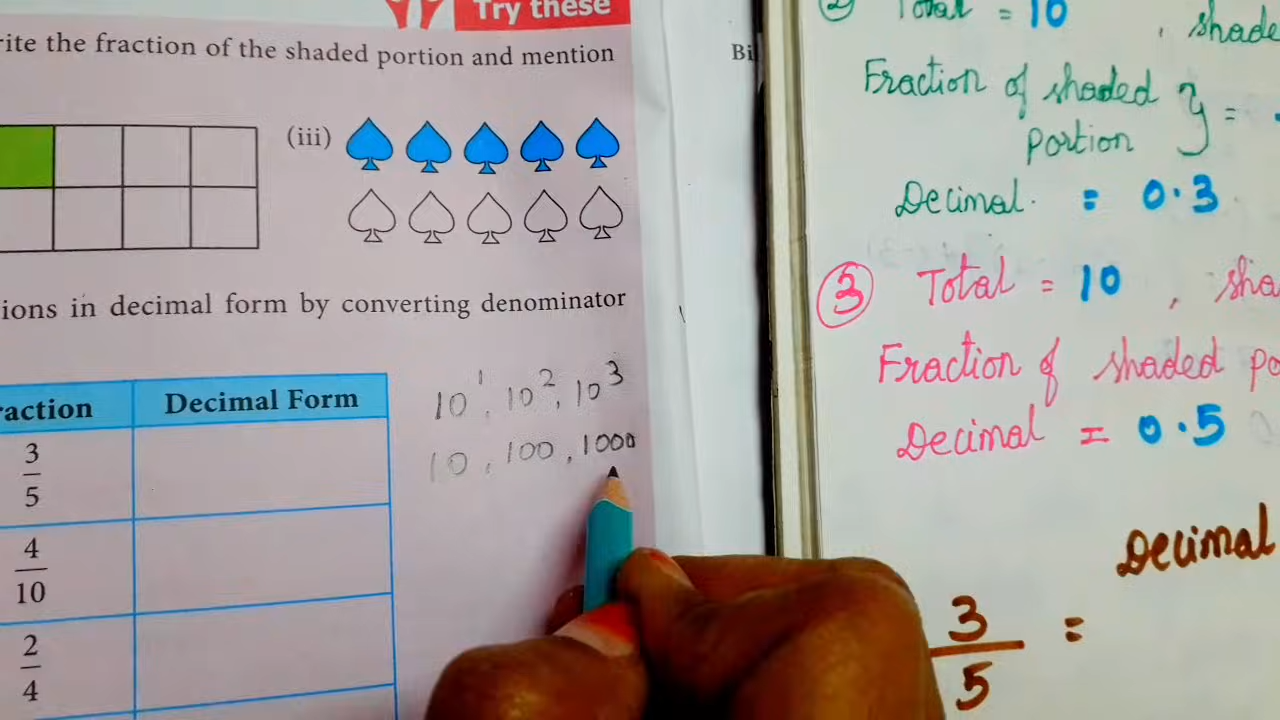 Try these
rite the fraction of the shaded portion and mention
(iii)
ions in decimal form by converting denominator
raction Decimal Form
3/5
4/10
2/4
10¹, 10², 10³
10, 100, 1000
Bi
② Total = 10 , shade
Fraction of shaded portion } =
Decimal. = 0.3
③ Total = 10 , sha
Fraction of shaded po
Decimal = 0.5
Decimal
3/5 =